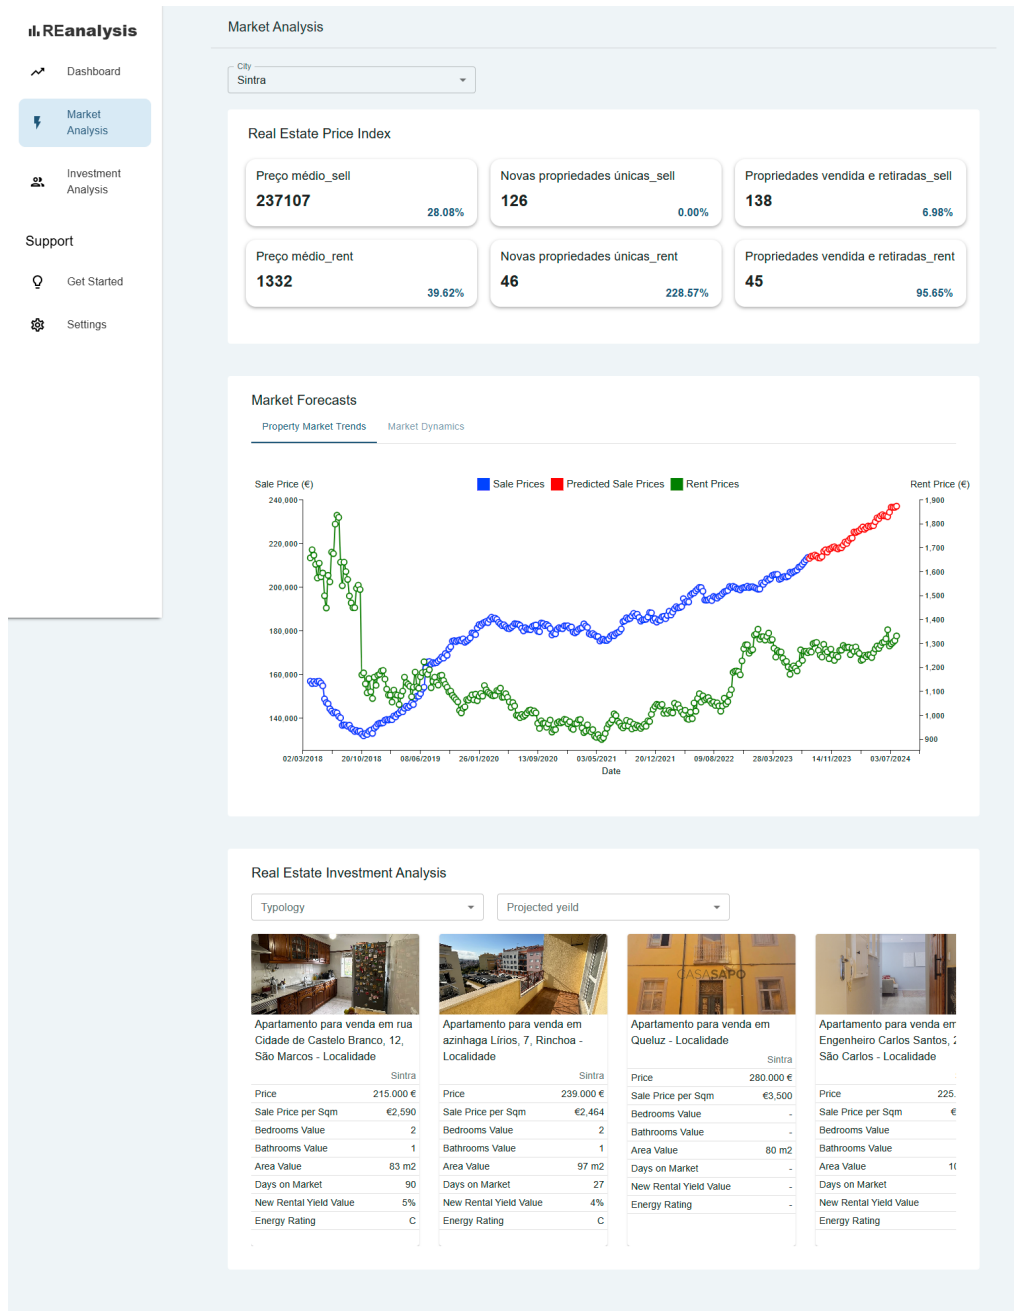 REanalysis
Dashboard
Market
Analysis
Investment
Analysis
Support
Get Started
Settings
Market Analysis
City
Sintra
Real Estate Price Index
Preço médio_sell
237107
28.08%
Novas propriedades únicas_sell
126
0.00%
Propriedades vendida e retiradas_sell
138
6.98%
Preço médio_rent
1332
39.62%
Novas propriedades únicas_rent
46
228.57%
Propriedades vendida e retiradas_rent
45
95.65%
Market Forecasts
Property Market Trends Market Dynamics
Sale Price (€) Sale Prices Predicted Sale Prices Rent Prices Rent Price (€)
240,000
220,000
200,000
180,000
160,000
140,000
1,900
1,800
1,700
1,600
1,500
1,400
1,300
1,200
1,100
1,000
900
02/03/2018 20/10/2018 08/06/2019 26/01/2020 13/09/2020 03/05/2021 20/12/2021 09/08/2022 28/03/2023 14/11/2023 03/07/2024
Date
Real Estate Investment Analysis
Typology
Projected yeild
Apartamento para venda em rua
Cidade de Castelo Branco, 12,
São Marcos - Localidade
Sintra
Price 215.000 €
Sale Price per Sqm €2,590
Bedrooms Value 2
Bathrooms Value 1
Area Value 83 m2
Days on Market 90
New Rental Yield Value 5%
Energy Rating C
Apartamento para venda em
azinhaga Lírios, 7, Rinchoa -
Localidade
Sintra
Price 239.000 €
Sale Price per Sqm €2,464
Bedrooms Value 2
Bathrooms Value 1
Area Value 97 m2
Days on Market 27
New Rental Yield Value 4%
Energy Rating C
CASASAPO
Apartamento para venda em
Queluz - Localidade
Sintra
Price 280.000 €
Sale Price per Sqm €3,500
Bedrooms Value -
Bathrooms Value -
Area Value 80 m2
Days on Market -
New Rental Yield Value -
Energy Rating -
Apartamento para venda em
Engenheiro Carlos Santos,
São Carlos - Localidade
Price 225.
Sale Price per Sqm €
Bedrooms Value
Bathrooms Value
Area Value 10
Days on Market
New Rental Yield Value
Energy Rating